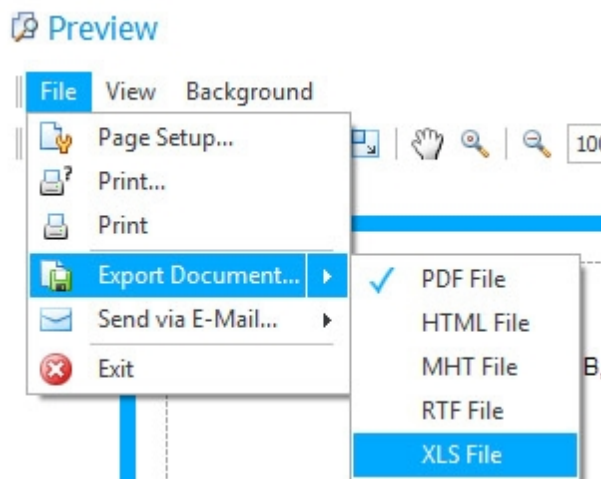 Preview
File View Background
Page Setup...
Print...
Print
Export Document...
Send via E-Mail...
Exit
PDF File
HTML File
MHT File
RTF File
XLS File